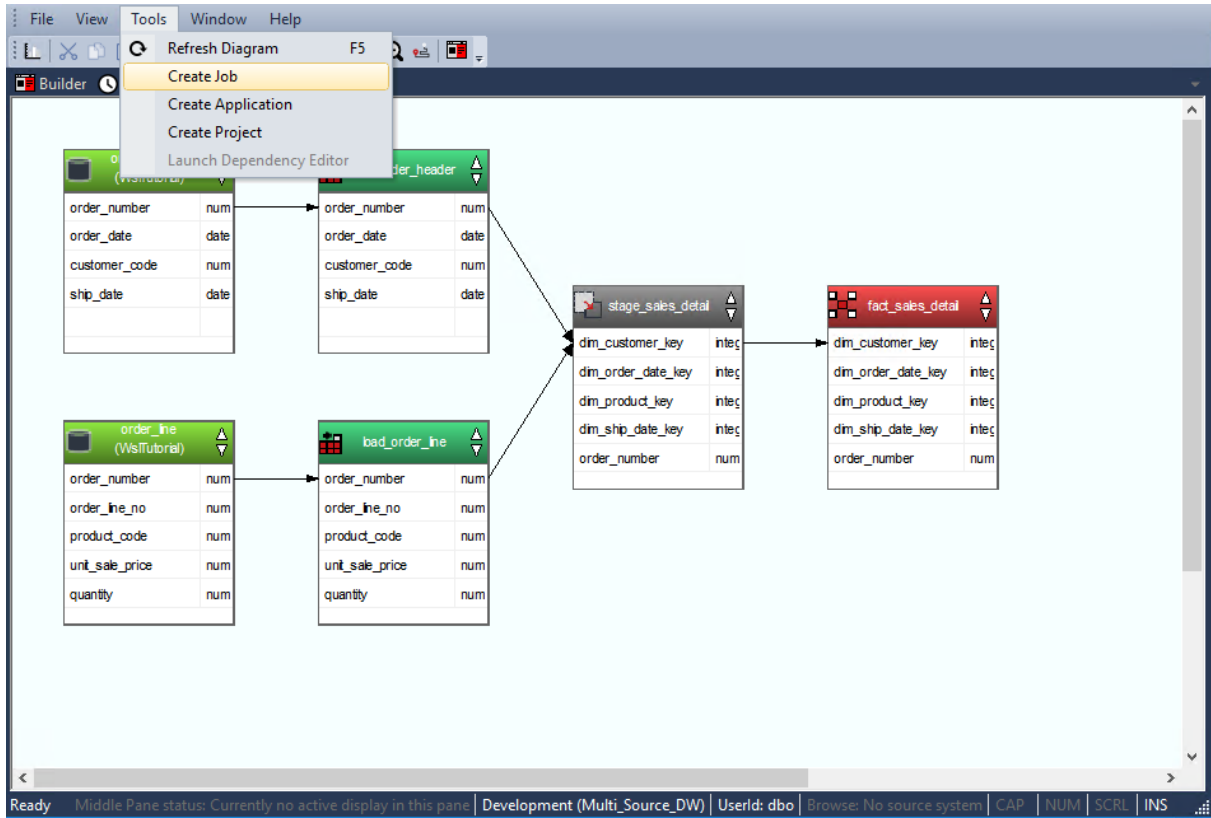 File View Tools Window Help
Refresh Diagram F5
Create Job
Builder
Create Application
Create Project
Launch Dependency Editor
(WslTutorial)
order_number num
order_date date
customer_code num
ship_date date
order_number num
order_date date
customer_code num
ship_date date
stage_sales_detail
dim_customer_key integ
dim_order_date_key integ
dim_product_key integ
dim_ship_date_key integ
order_number num
fact_sales_detail
dim_customer_key integ
dim_order_date_key integ
dim_product_key integ
dim_ship_date_key integ
order_number num
order_line
(WslTutorial)
order_number num
order_line_no num
product_code num
unit_sale_price num
quantity num
load_order_line
order_number num
order_line_no num
product_code num
unit_sale_price num
quantity num
Ready Middle Pane status: Currently no active display in this pane Development (Multi_Source_DW) UserId: dbo Browse: No source system CAP NUM SCRL INS